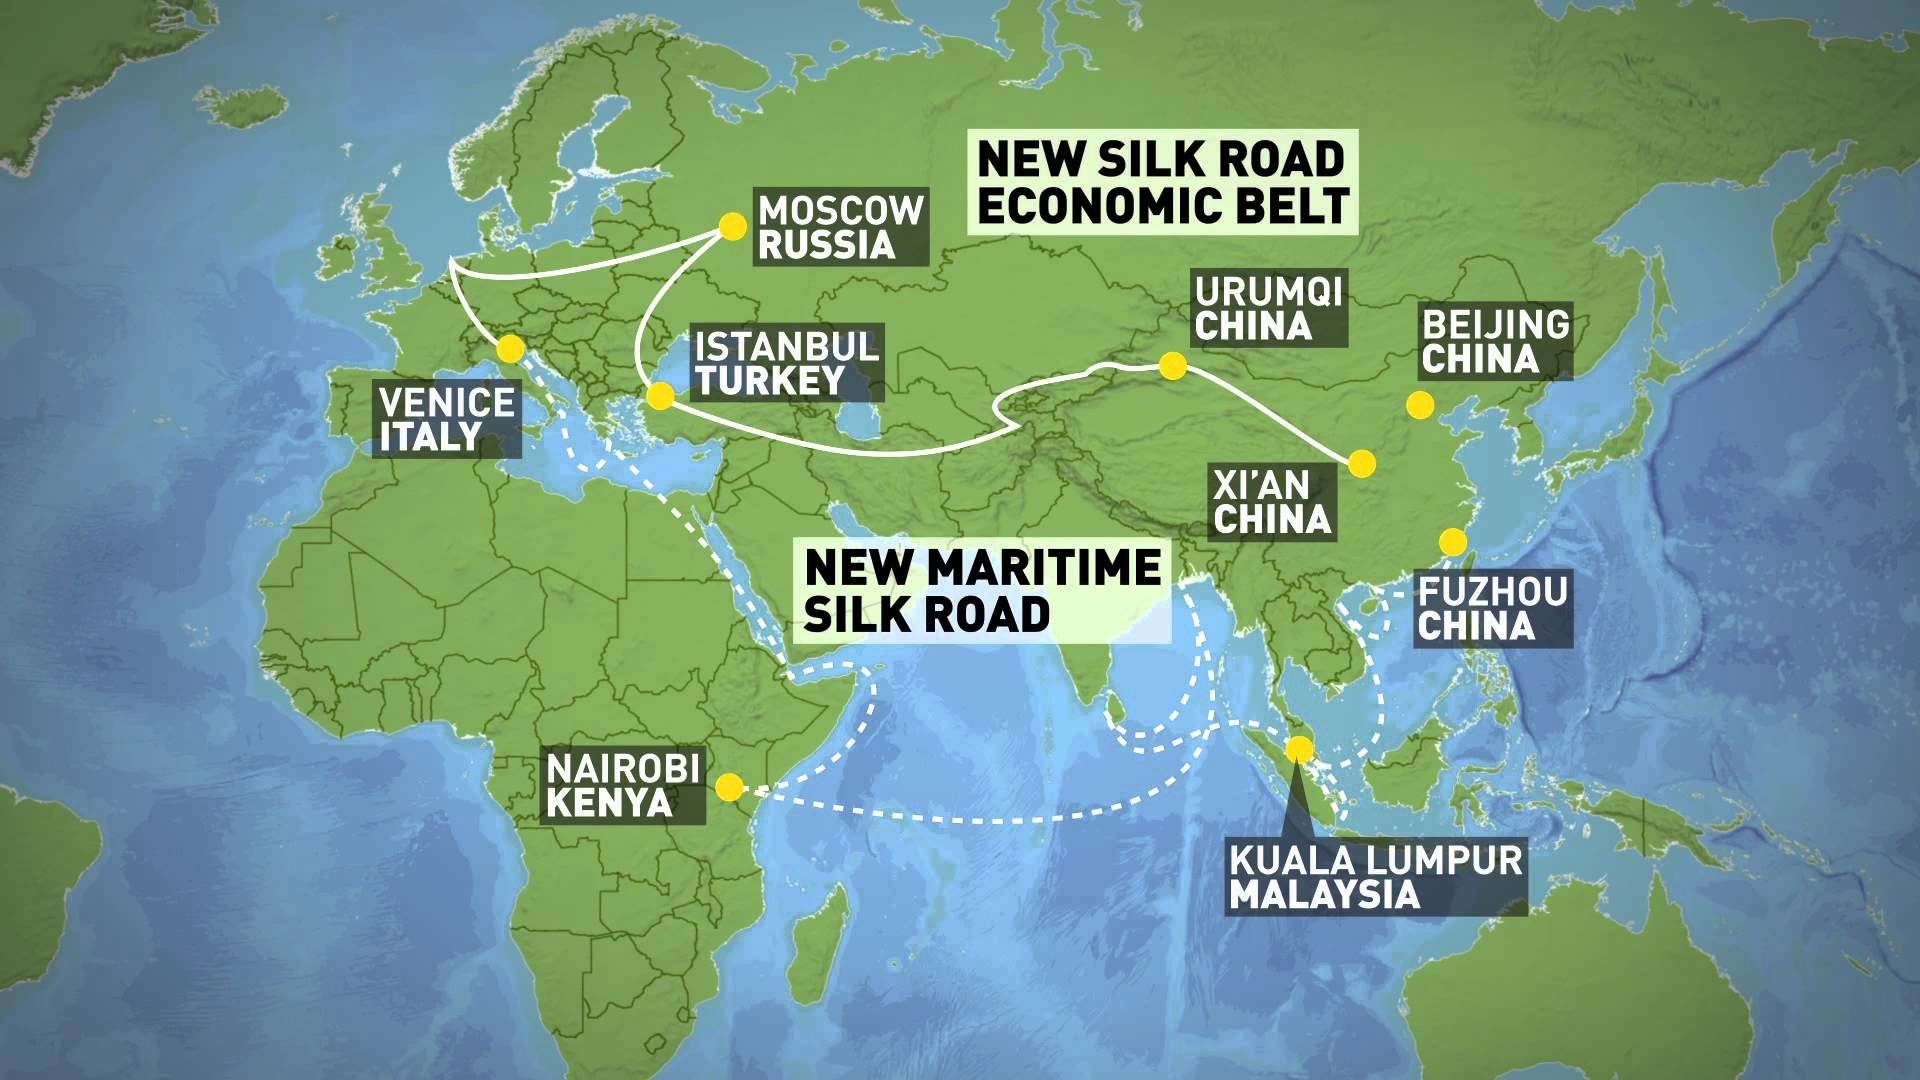 NEW SILK ROAD
ECONOMIC BELT
MOSCOW
RUSSIA
URUMQI
CHINA
BEIJING
CHINA
ISTANBUL
TURKEY
VENICE
ITALY
XI'AN
CHINA
NEW MARITIME
SILK ROAD
FUZHOU
CHINA
NAIROBI
KENYA
KUALA LUMPUR
MALAYSIA